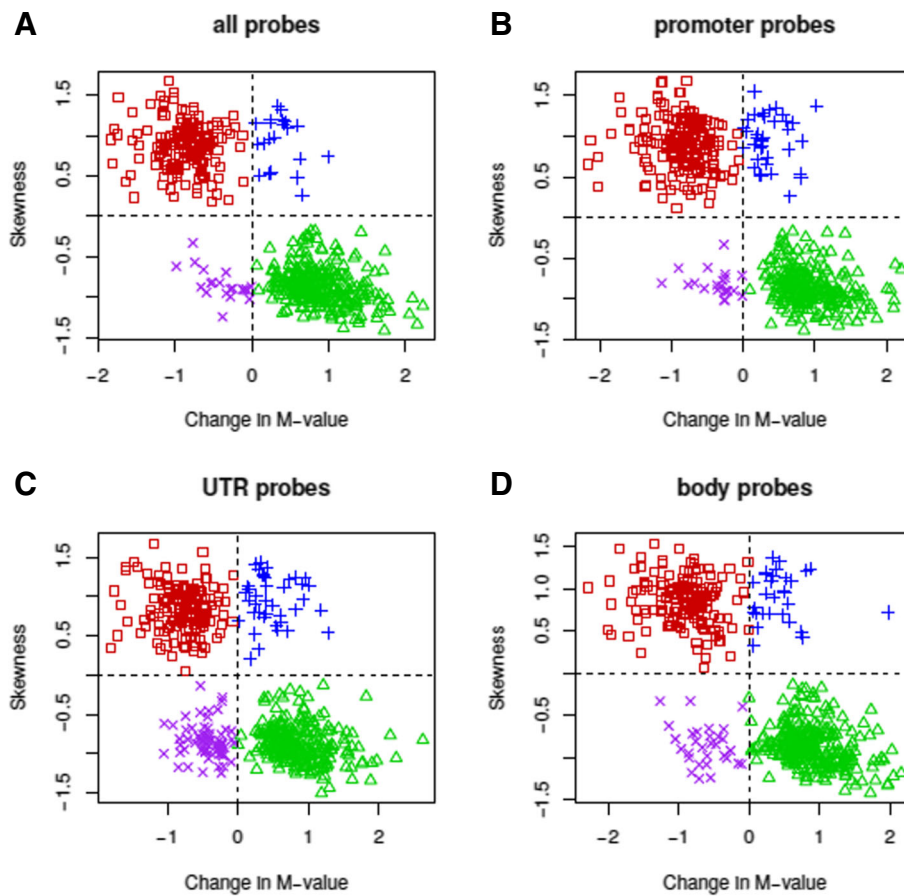 A
all probes
B
promoter probes
Skewness
1.5
0.5
−0.5
−1.5
−2 −1 0 1 2
Change in M−value
Skewness
1.5
0.5
−0.5
−1.5
−2 −1 0 1 2
Change in M−value
C
UTR probes
D
body probes
Skewness
1.5
0.5
−0.5
−1.5
−1 0 1 2
Change in M−value
Skewness
1.5
1.0
0.5
−0.5
−1.5
−2 −1 0 1 2
Change in M−value